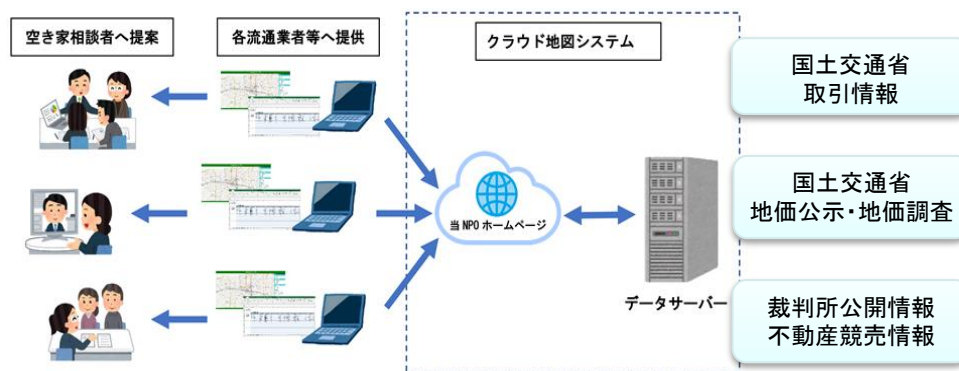 空き家相談者へ提案
各流通業者等へ提供
クラウド地図システム
国土交通省
取引情報
国土交通省
地価公示・地価調査
当NPOホームページ
データサーバー
裁判所公開情報
不動産競売情報